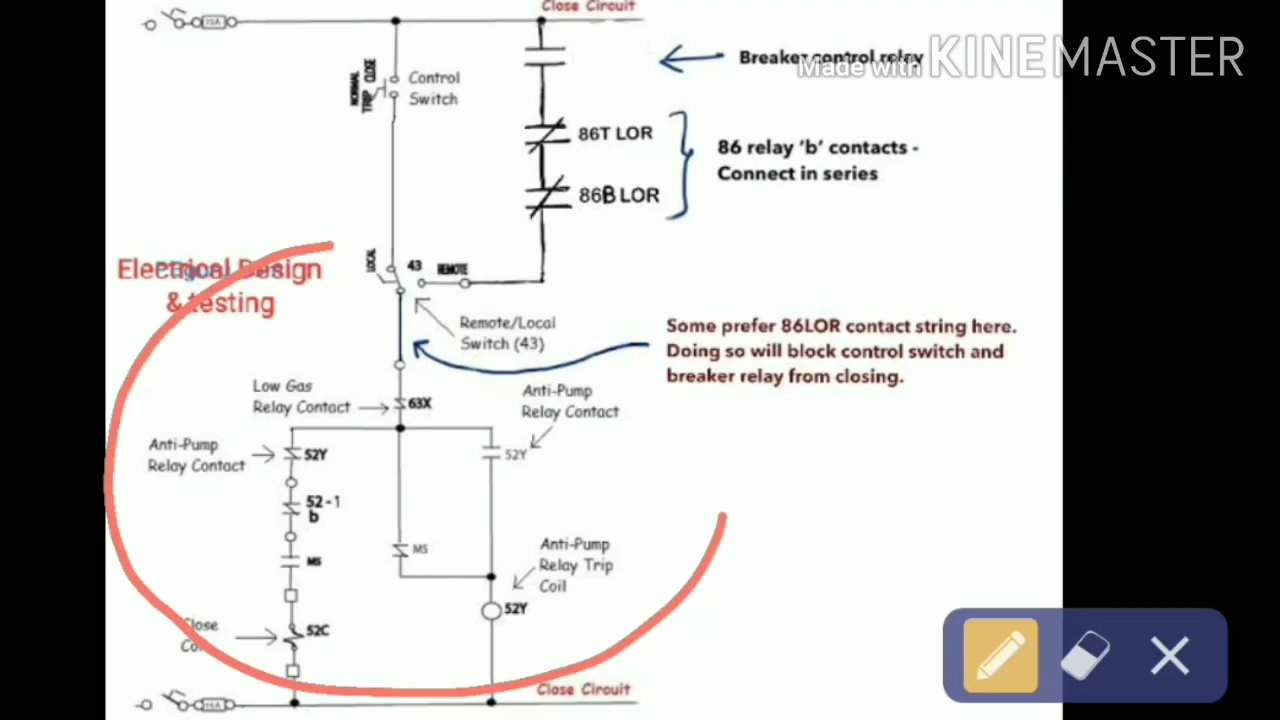 Close Circuit
15A
Made with KINEMASTER
Breaker control relay
NORMAL
TRIP CLOSE
Control
Switch
86T LOR
86 relay 'b' contacts -
Connect in series
86B LOR
LOCAL
43
REMOTE
Electrical Design
& testing
Remote/Local
Switch (43)
Some prefer 86LOR contact string here.
Doing so will block control switch and
breaker relay from closing.
Low Gas
Relay Contact
63X
Anti-Pump
Relay Contact
Anti-Pump
Relay Contact
52Y
52Y
52-1
b
MS
MS
Anti-Pump
Relay Trip
Coil
52Y
Close
52C
Close Circuit
15A